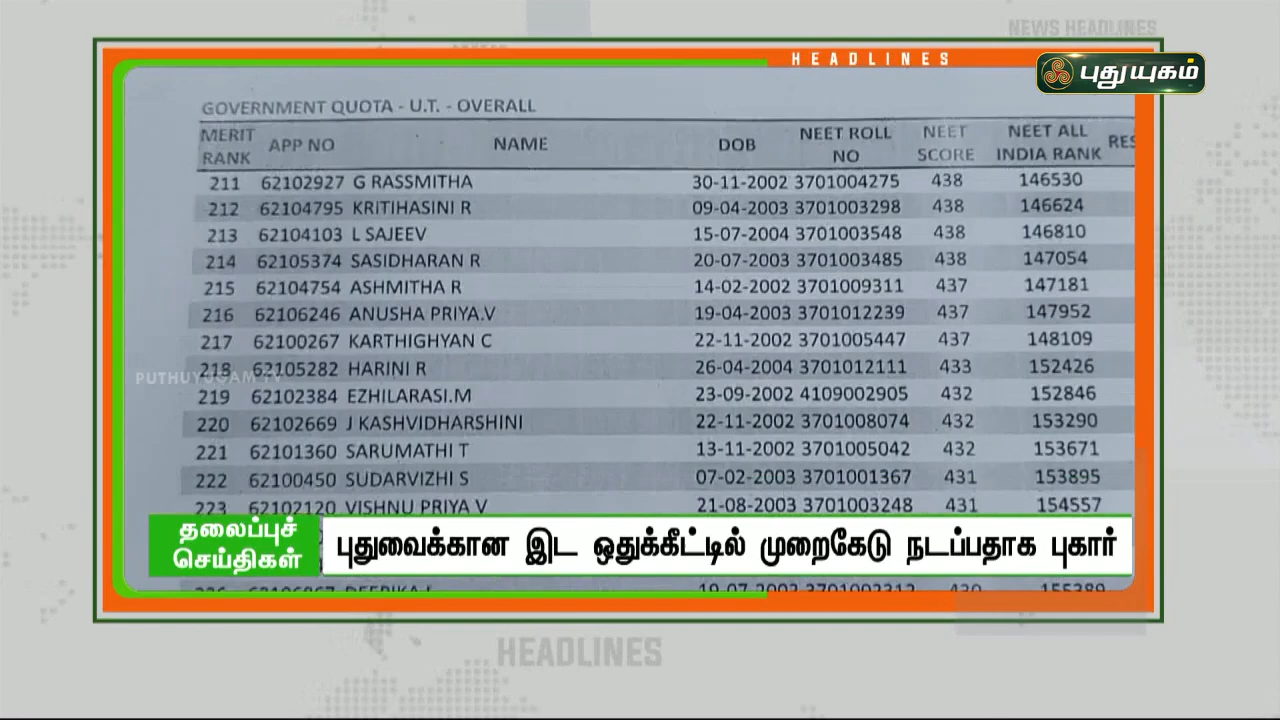 NEWS HEADLINES
HEADLINES
புதுயுகம்
GOVERNMENT QUOTA - U.T. - OVERALL
MERIT RANK APP NO NAME DOB NEET ROLL NO NEET SCORE NEET ALL INDIA RANK RES
211 62102927 G RASSMITHA 30-11-2002 3701004275 438 146530
212 62104795 KRITIHASINI R 09-04-2003 3701003298 438 146624
213 62104103 L SAJEEV 15-07-2004 3701003548 438 146810
214 62105374 SASIDHARAN R 20-07-2003 3701003485 438 147054
215 62104754 ASHMITHA R 14-02-2002 3701009311 437 147181
216 62106246 ANUSHA PRIYA.V 19-04-2003 3701012239 437 147952
217 62100267 KARTHIGHYAN C 22-11-2002 3701005447 437 148109
218 62105282 HARINI R 26-04-2004 3701012111 433 152426
PUTHUYUGAM TV
219 62102384 EZHILARASI.M 23-09-2002 4109002905 432 152846
220 62102669 J KASHVIDHARSHINI 22-11-2002 3701008074 432 153290
221 62101360 SARUMATHI T 13-11-2002 3701005042 432 153671
222 62100450 SUDARVIZHI S 07-02-2003 3701001367 431 153895
223 62102120 VISHNU PRIYA V 21-08-2003 3701003248 431 154557
தலைப்புச் செய்திகள்
புதுவைக்கான இட ஒதுக்கீட்டில் முறைகேடு நடப்பதாக புகார்
HEADLINES